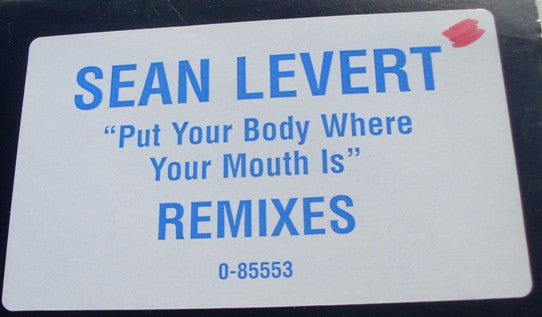 SEAN LEVERT
“Put Your Body Where
Your Mouth Is”
REMIXES
0-85553